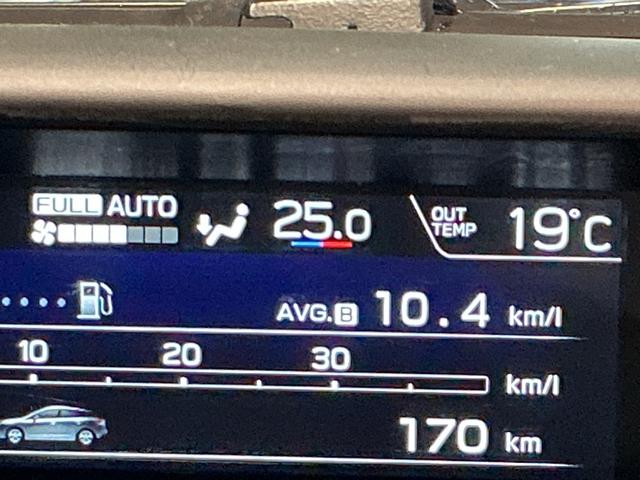 FULL AUTO 25.0 OUT TEMP 19°C
AVG. B 10.4 km/l
10 20 30
km/l
170 km